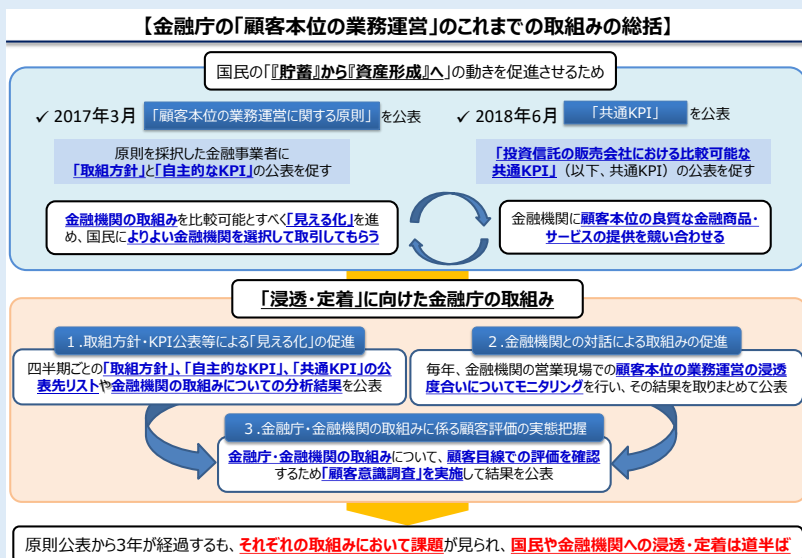 【金融庁の「顧客本位の業務運営」のこれまでの取組みの総括】
国民の「『貯蓄』から『資産形成』へ」の動きを促進させるため
✓ 2017年3月 「顧客本位の業務運営に関する原則」 を公表
✓ 2018年6月 「共通KPI」 を公表
原則を採択した金融事業者に
「取組方針」と「自主的なKPI」の公表を促す
「投資信託の販売会社における比較可能な
共通KPI」（以下、共通KPI）の公表を促す
金融機関の取組みを比較可能とすべく「見える化」を進
め、国民によりよい金融機関を選択して取引してもらう
金融機関に顧客本位の良質な金融商品・
サービスの提供を競い合わせる
「浸透・定着」に向けた金融庁の取組み
１.取組方針・KPI公表等による「見える化」の促進
四半期ごとの「取組方針」、「自主的なKPI」、「共通KPI」の公
表先リストや金融機関の取組みについての分析結果を公表
２.金融機関との対話による取組みの促進
毎年、金融機関の営業現場での顧客本位の業務運営の浸透
度合いについてモニタリングを行い、その結果を取りまとめて公表
３.金融庁・金融機関の取組みに係る顧客評価の実態把握
金融庁・金融機関の取組みについて、顧客目線での評価を確認
するため「顧客意識調査」を実施して結果を公表
原則公表から3年が経過するも、それぞれの取組みにおいて課題が見られ、国民や金融機関への浸透・定着は道半ば